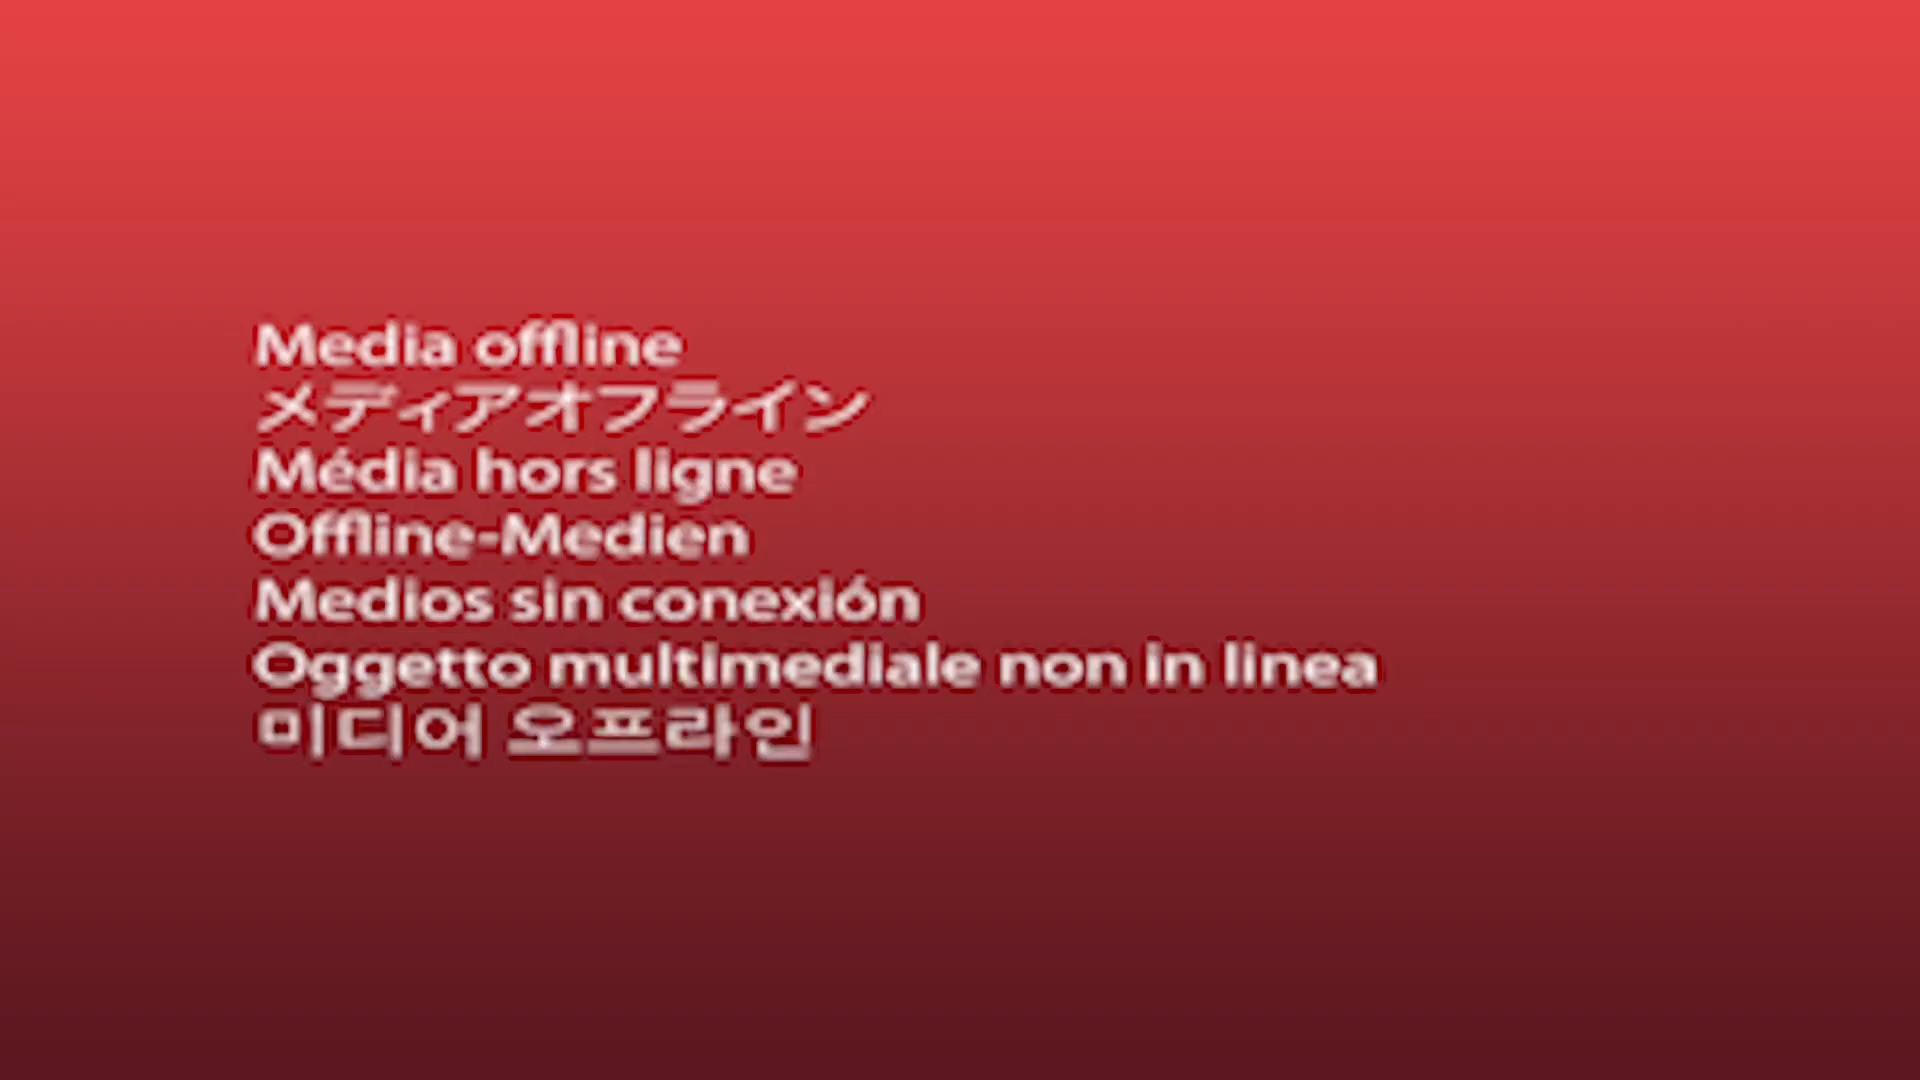 Media offline
メディアオフライン
Média hors ligne
Offline-Medien
Medios sin conexión
Oggetto multimediale non in linea
미디어 오프라인